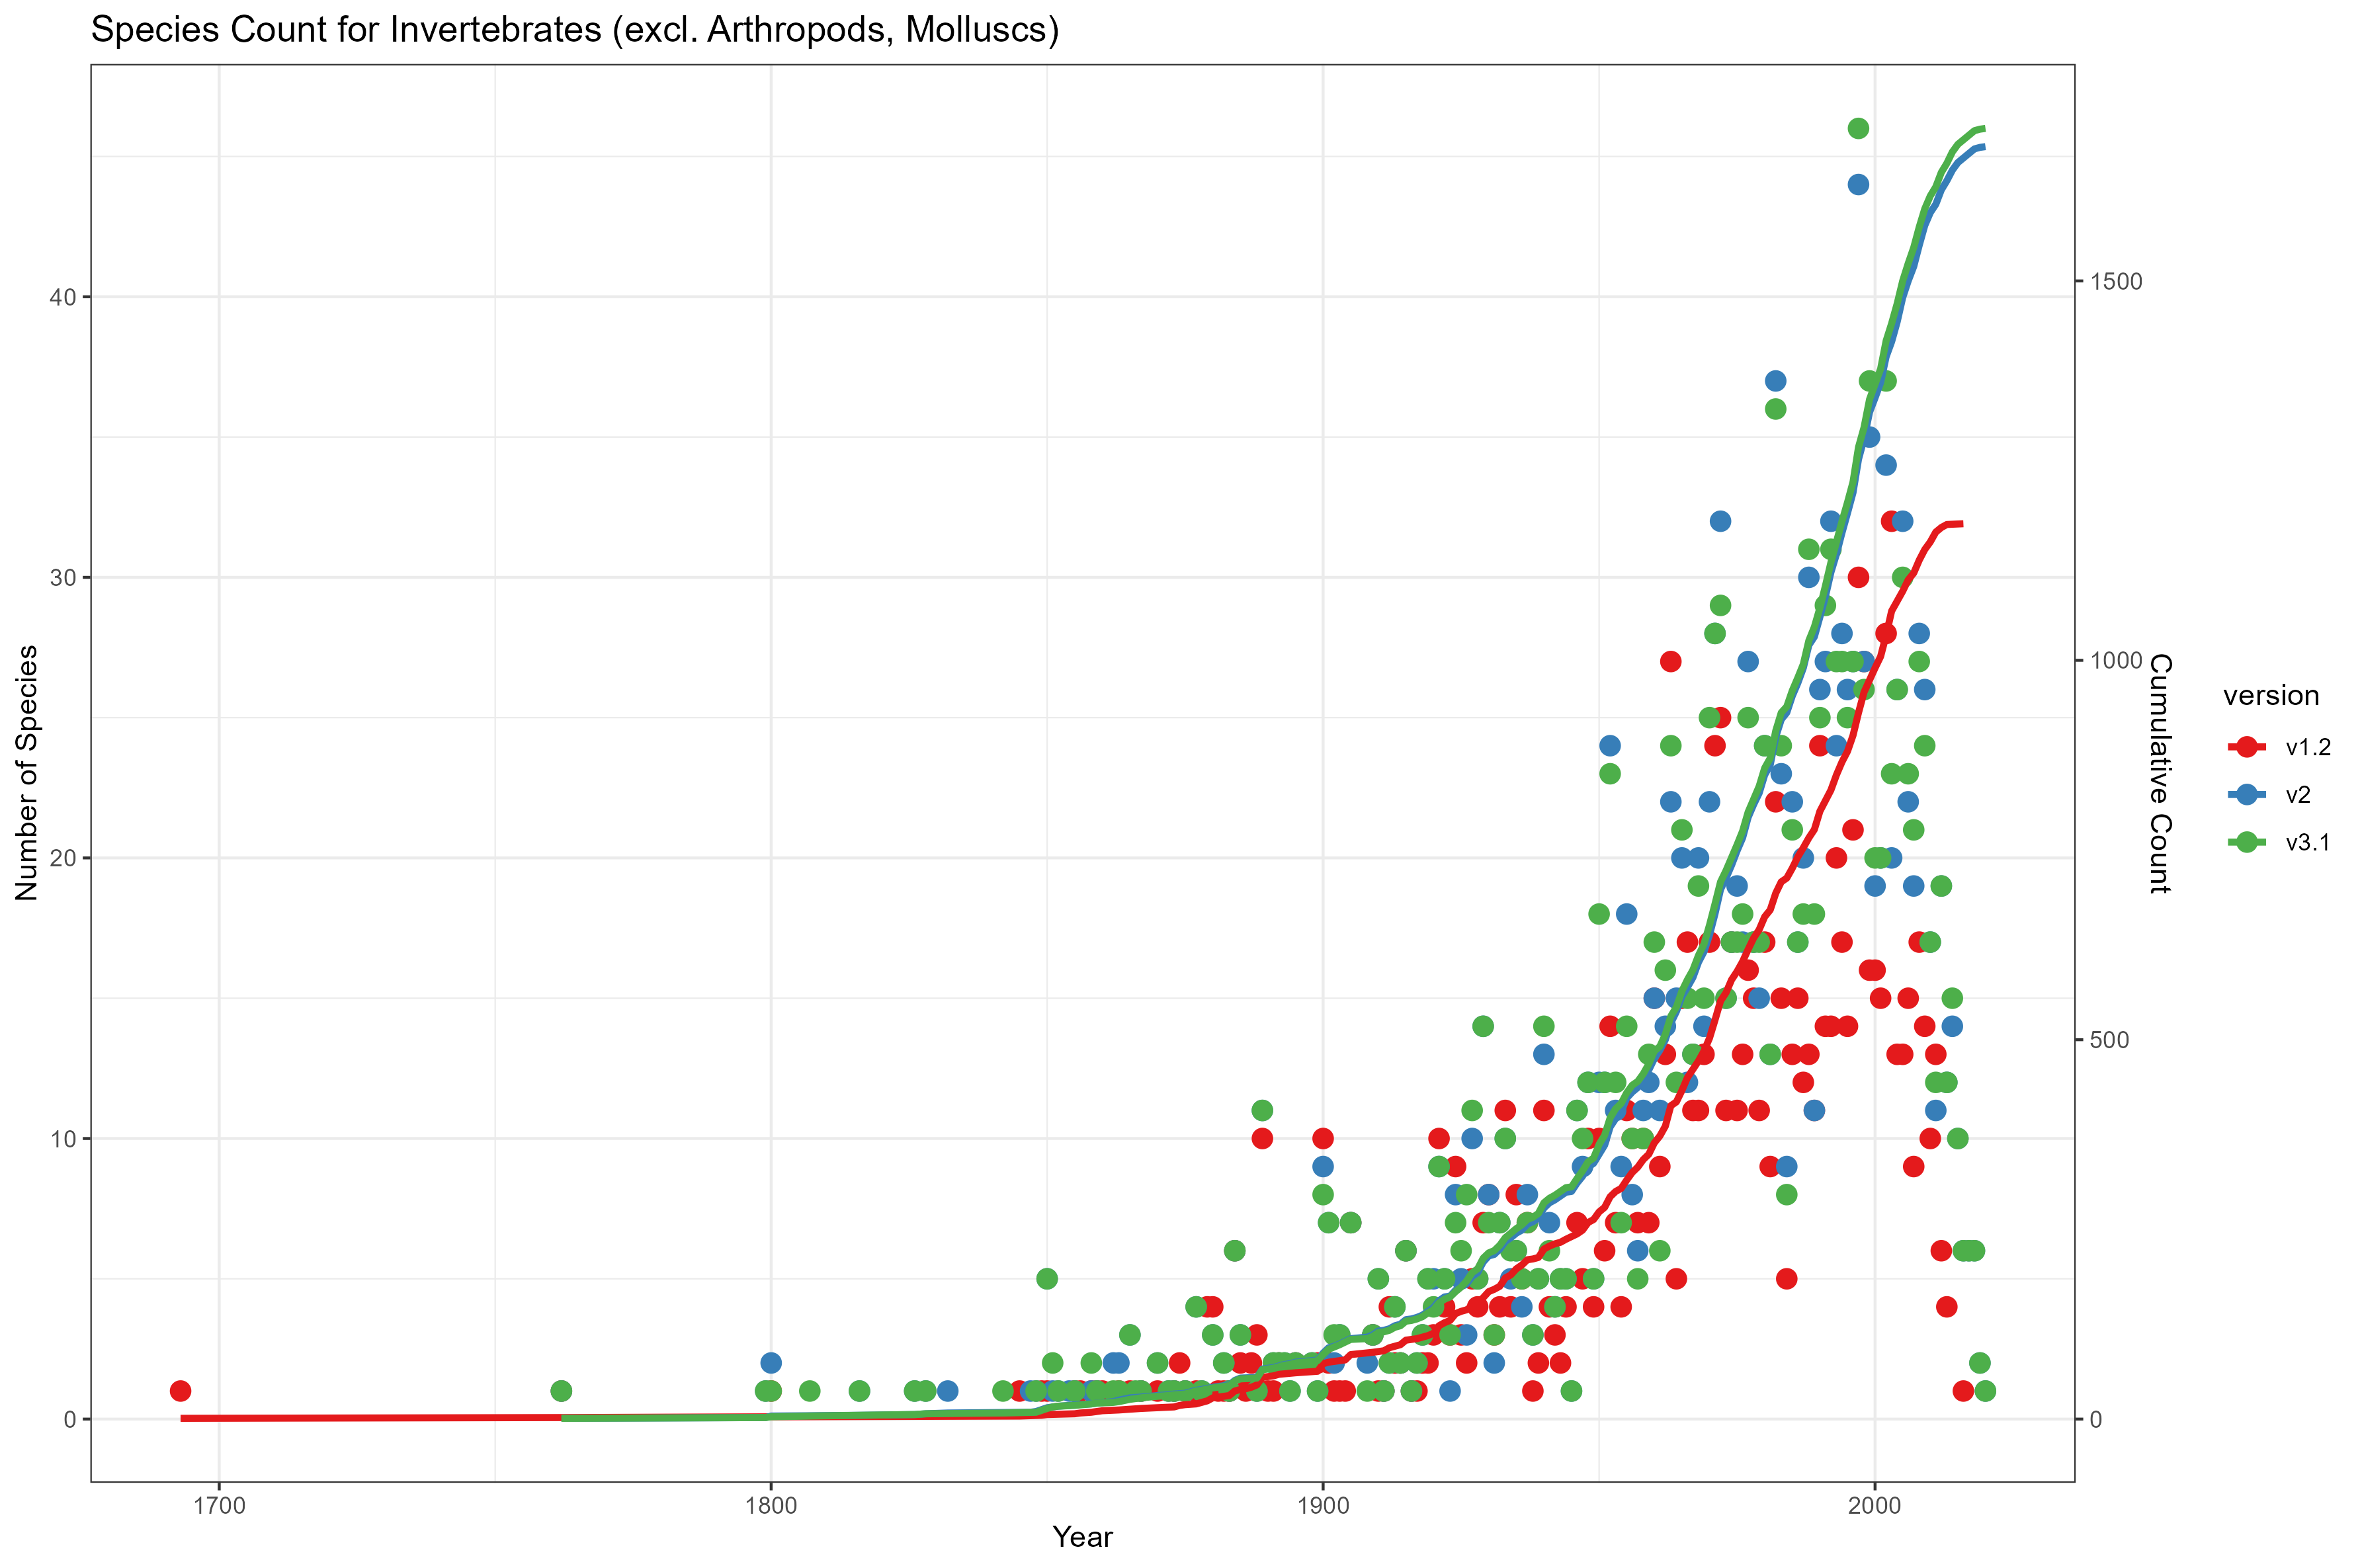 Species Count for Invertebrates (excl. Arthropods, Molluscs)
Number of Species
40
30
20
10
0
1500
1000
500
0
Cumulative Count
1700
1800
1900
2000
Year
version
v1.2
v2
v3.1